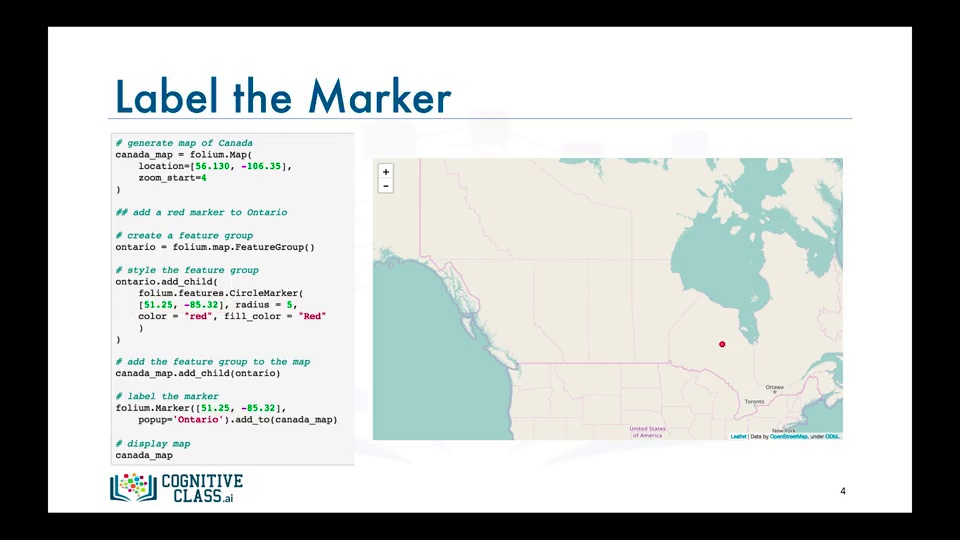 Label the Marker
# generate map of Canada
canada_map = folium.Map(
    location=[56.130, -106.35],
    zoom_start=4
)
## add a red marker to Ontario
# create a feature group
ontario = folium.map.FeatureGroup()
# style the feature group
ontario.add_child(
    folium.features.CircleMarker(
    [51.25, -85.32], radius = 5,
    color = "red", fill_color = "Red"
    )
)
# add the feature group to the map
canada_map.add_child(ontario)
# label the marker
folium.Marker([51.25, -85.32],
    popup='Ontario').add_to(canada_map)
# display map
canada_map
+
-
Ottawa
Toronto
United States
of America
New York
Leaflet | Data by OpenStreetMap, under ODbL.
COGNITIVE
CLASS.ai
4